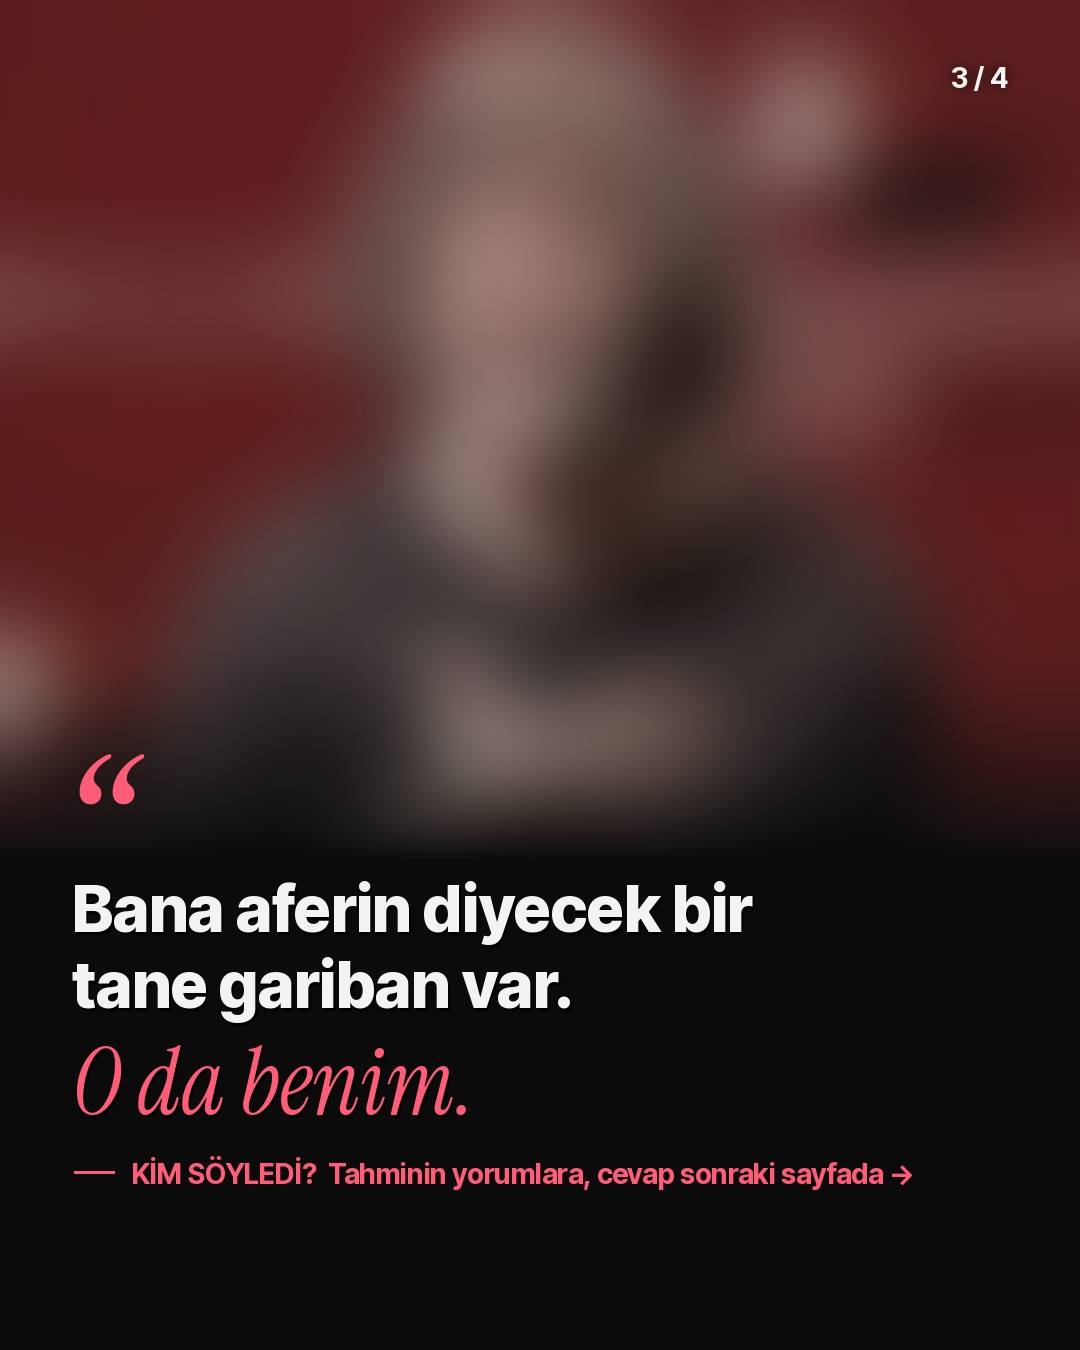 3 / 4
“
Bana aferin diyecek bir
tane gariban var.
O da benim.
— KİM SÖYLEDİ? Tahminin yorumlara, cevap sonraki sayfada →